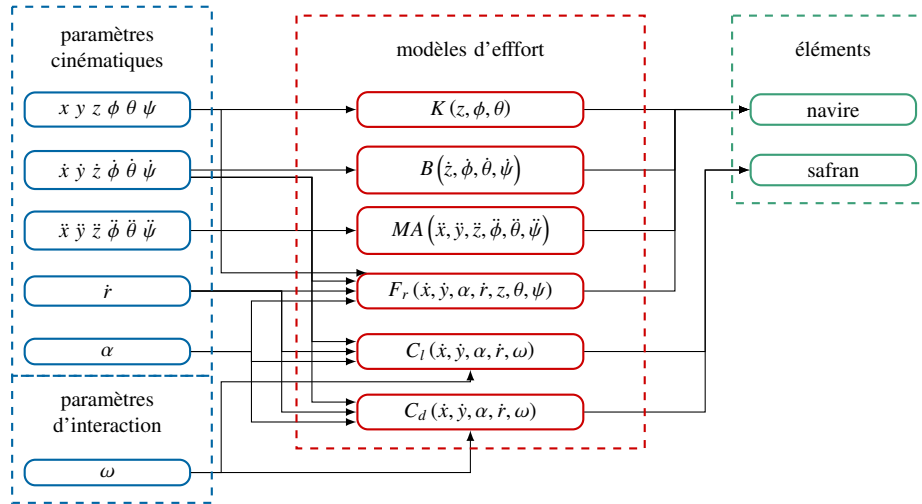 paramètres
cinématiques
x y z ϕ θ ψ
ẋ ẏ ż ϕ̇ θ̇ ψ̇
ẍ ÿ z̈ ϕ̈ θ̈ ψ̈
ṙ
α
paramètres
d'interaction
ω
modèles d'efffort
K (z, ϕ, θ)
B (ż, ϕ̇, θ̇, ψ̇)
MA (ẍ, ÿ, z̈, ϕ̈, θ̈, ψ̈)
F_r (ẋ, ẏ, α, ṙ, z, θ, ψ)
C_l (ẋ, ẏ, α, ṙ, ω)
C_d (ẋ, ẏ, α, ṙ, ω)
éléments
navire
safran